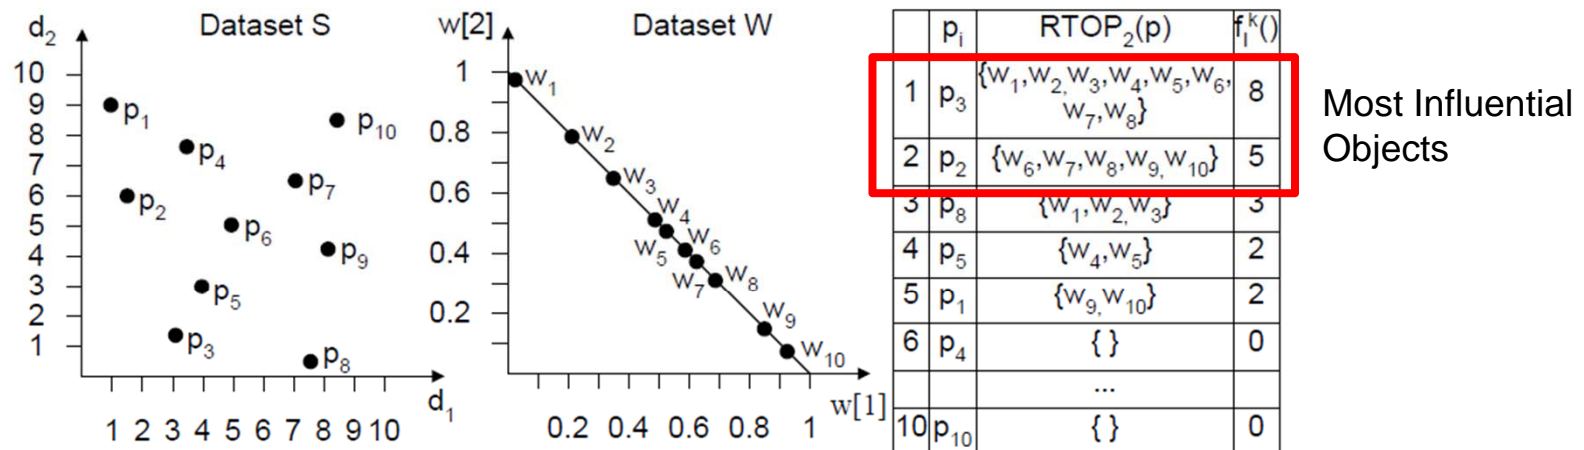 Dataset S
d₂
10
9
8
7
6
5
4
3
2
1
p₁
p₁₀
p₄
p₇
p₂
p₆
p₉
p₅
p₃
p₈
d₁
1 2 3 4 5 6 7 8 9 10
Dataset W
w[2]
1
0.8
0.6
0.4
0.2
w₁
w₂
w₃
w₄
w₅
w₆
w₇
w₈
w₉
w₁₀
w[1]
0.2 0.4 0.6 0.8 1
pᵢ RTOP₂(p) fᵢᵏ()
1 p₃ {w₁,w₂,w₃,w₄,w₅,w₆, 8
w₇,w₈}
2 p₂ {w₆,w₇,w₈,w₉,w₁₀} 5
3 p₈ {w₁,w₂,w₃} 3
4 p₅ {w₄,w₅} 2
5 p₁ {w₉,w₁₀} 2
6 p₄ { } 0
...
10 p₁₀ { } 0
Most Influential
Objects